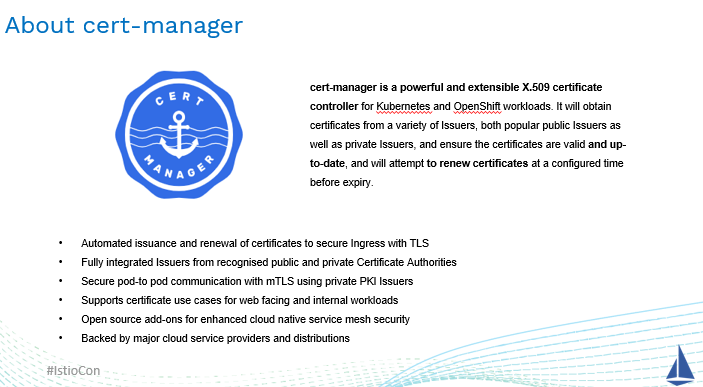 About cert-manager
CERT
MANAGER
cert-manager is a powerful and extensible X.509 certificate
controller for Kubernetes and OpenShift workloads. It will obtain
certificates from a variety of Issuers, both popular public Issuers as
well as private Issuers, and ensure the certificates are valid and up-
to-date, and will attempt to renew certificates at a configured time
before expiry.
• Automated issuance and renewal of certificates to secure Ingress with TLS
• Fully integrated Issuers from recognised public and private Certificate Authorities
• Secure pod-to pod communication with mTLS using private PKI Issuers
• Supports certificate use cases for web facing and internal workloads
• Open source add-ons for enhanced cloud native service mesh security
• Backed by major cloud service providers and distributions
#IstioCon